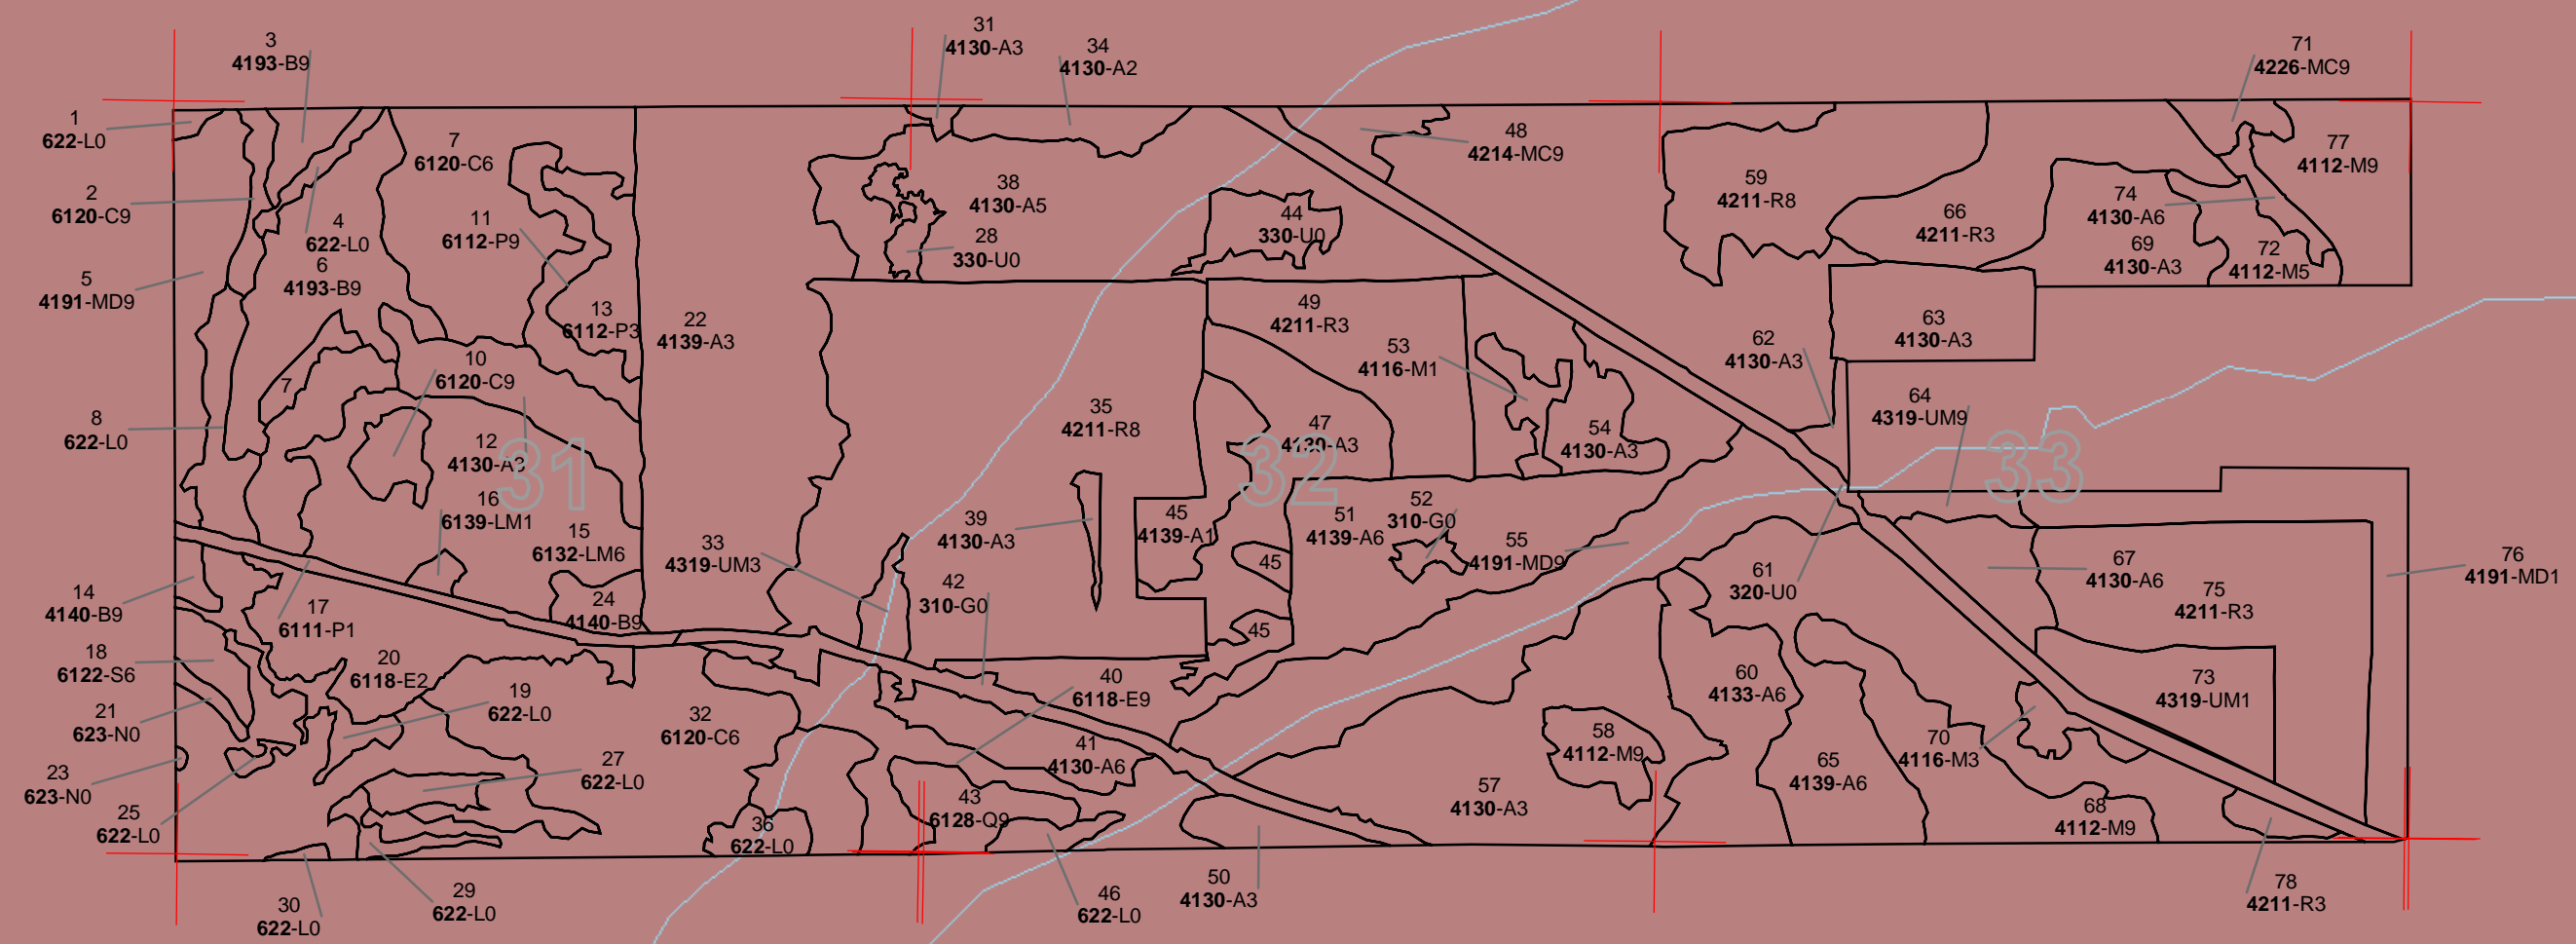 31
4130-A3
34
4130-A2
3
4193-B9
71
4226-MC9
1
622-L0
7
6120-C6
48
4214-MC9
77
4112-M9
2
6120-C9
4
622-L0
11
6112-P9
38
4130-A5
28
330-U0
44
330-U0
59
4211-R8
66
4211-R3
74
4130-A6
69
4130-A3
72
4112-M5
5
4191-MD9
6
4193-B9
13
6112-P3
22
4139-A3
49
4211-R3
53
4116-M1
62
4130-A3
63
4130-A3
7
10
6120-C9
8
622-L0
12
4130-A3
31
35
4211-R8
47
4130-A3
32
54
4130-A3
64
4319-UM9
33
16
6139-LM1
15
6132-LM6
33
4319-UM3
39
4130-A3
45
4139-A1
45
45
51
4139-A6
52
310-G0
55
4191-MD9
61
320-U0
67
4130-A6
75
4211-R3
76
4191-MD1
14
4140-B9
17
6111-P1
24
4140-B9
42
310-G0
18
6122-S6
20
6118-E2
19
622-L0
40
6118-E9
60
4133-A6
73
4319-UM1
21
623-N0
32
6120-C6
41
4130-A6
58
4112-M9
65
4139-A6
70
4116-M3
23
623-N0
27
622-L0
25
622-L0
36
622-L0
43
6128-Q9
57
4130-A3
68
4112-M9
30
622-L0
29
622-L0
46
622-L0
50
4130-A3
78
4211-R3